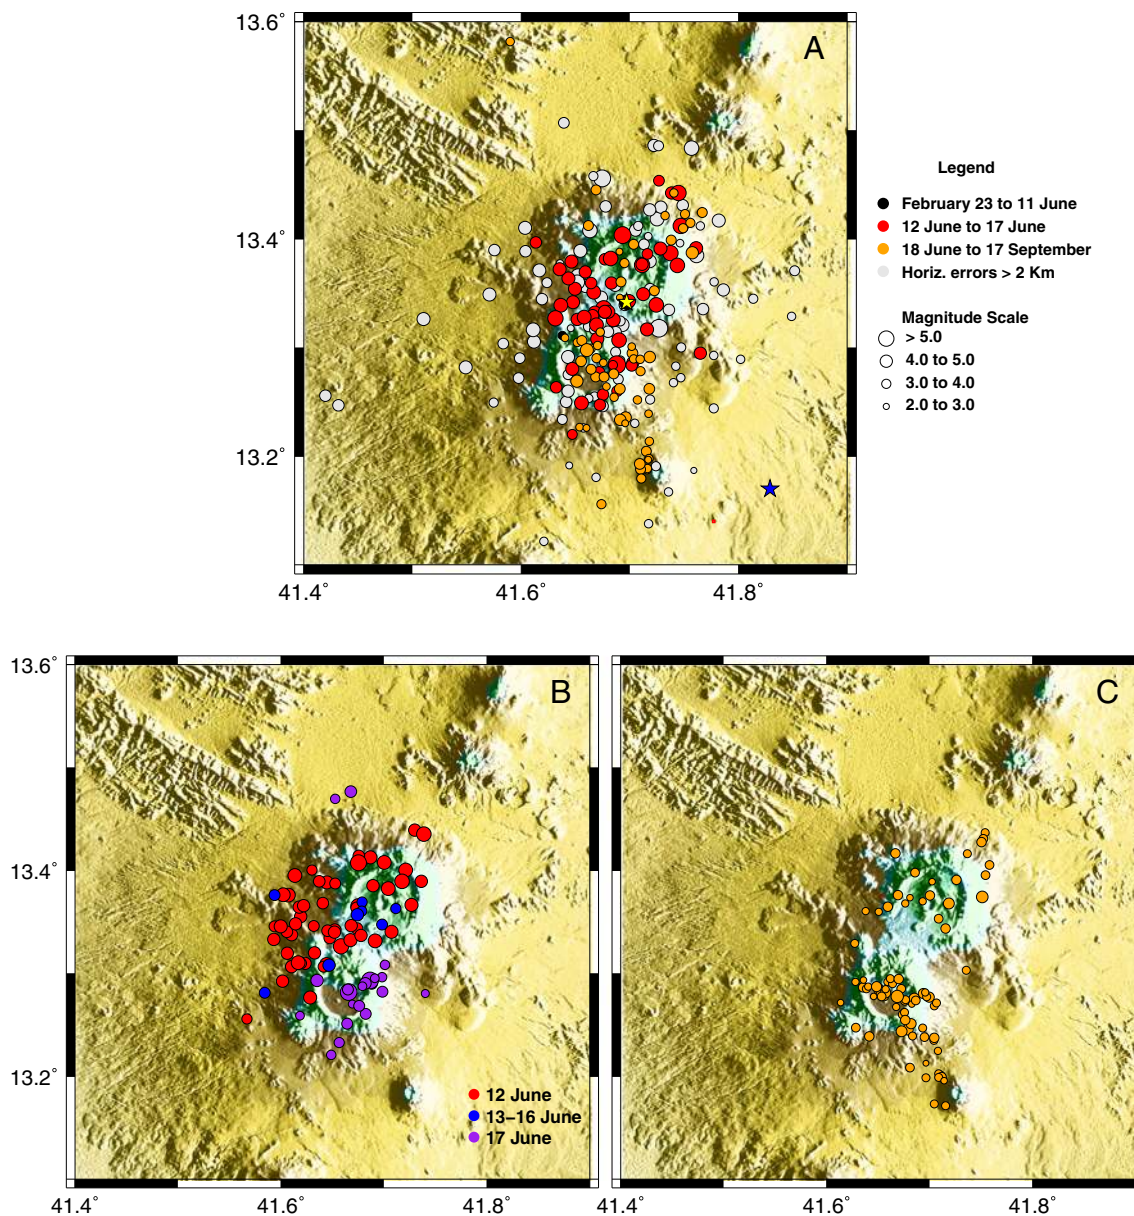 13.6°
A
13.4°
13.2°
41.4°
41.6°
41.8°
Legend
February 23 to 11 June
12 June to 17 June
18 June to 17 September
Horiz. errors > 2 Km
Magnitude Scale
> 5.0
4.0 to 5.0
3.0 to 4.0
2.0 to 3.0
13.6°
B
13.4°
13.2°
12 June
13–16 June
17 June
41.4°
41.6°
41.8°
C
41.4°
41.6°
41.8°